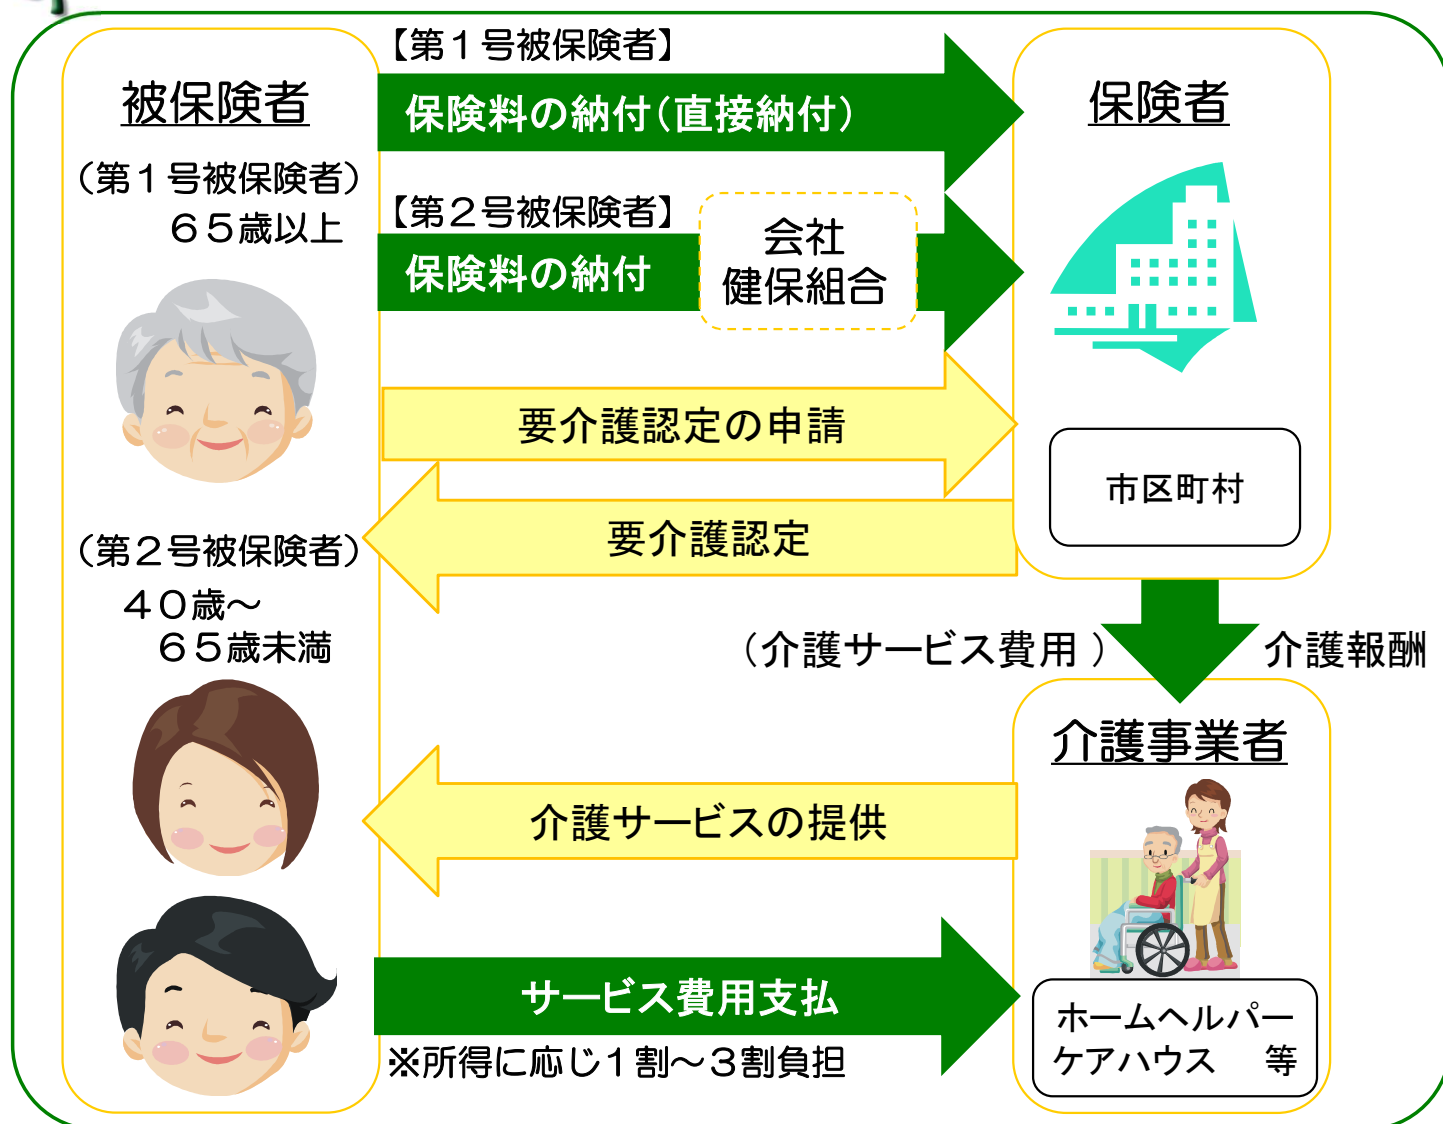 被保険者
（第１号被保険者）
６５歳以上
（第２号被保険者）
４０歳～
６５歳未満
【第１号被保険者】
保険料の納付（直接納付）
【第２号被保険者】
保険料の納付
会社
健保組合
要介護認定の申請
要介護認定
保険者
市区町村
（介護サービス費用 ）
介護報酬
介護事業者
介護サービスの提供
サービス費用支払
※所得に応じ１割～３割負担
ホームヘルパー
ケアハウス　等